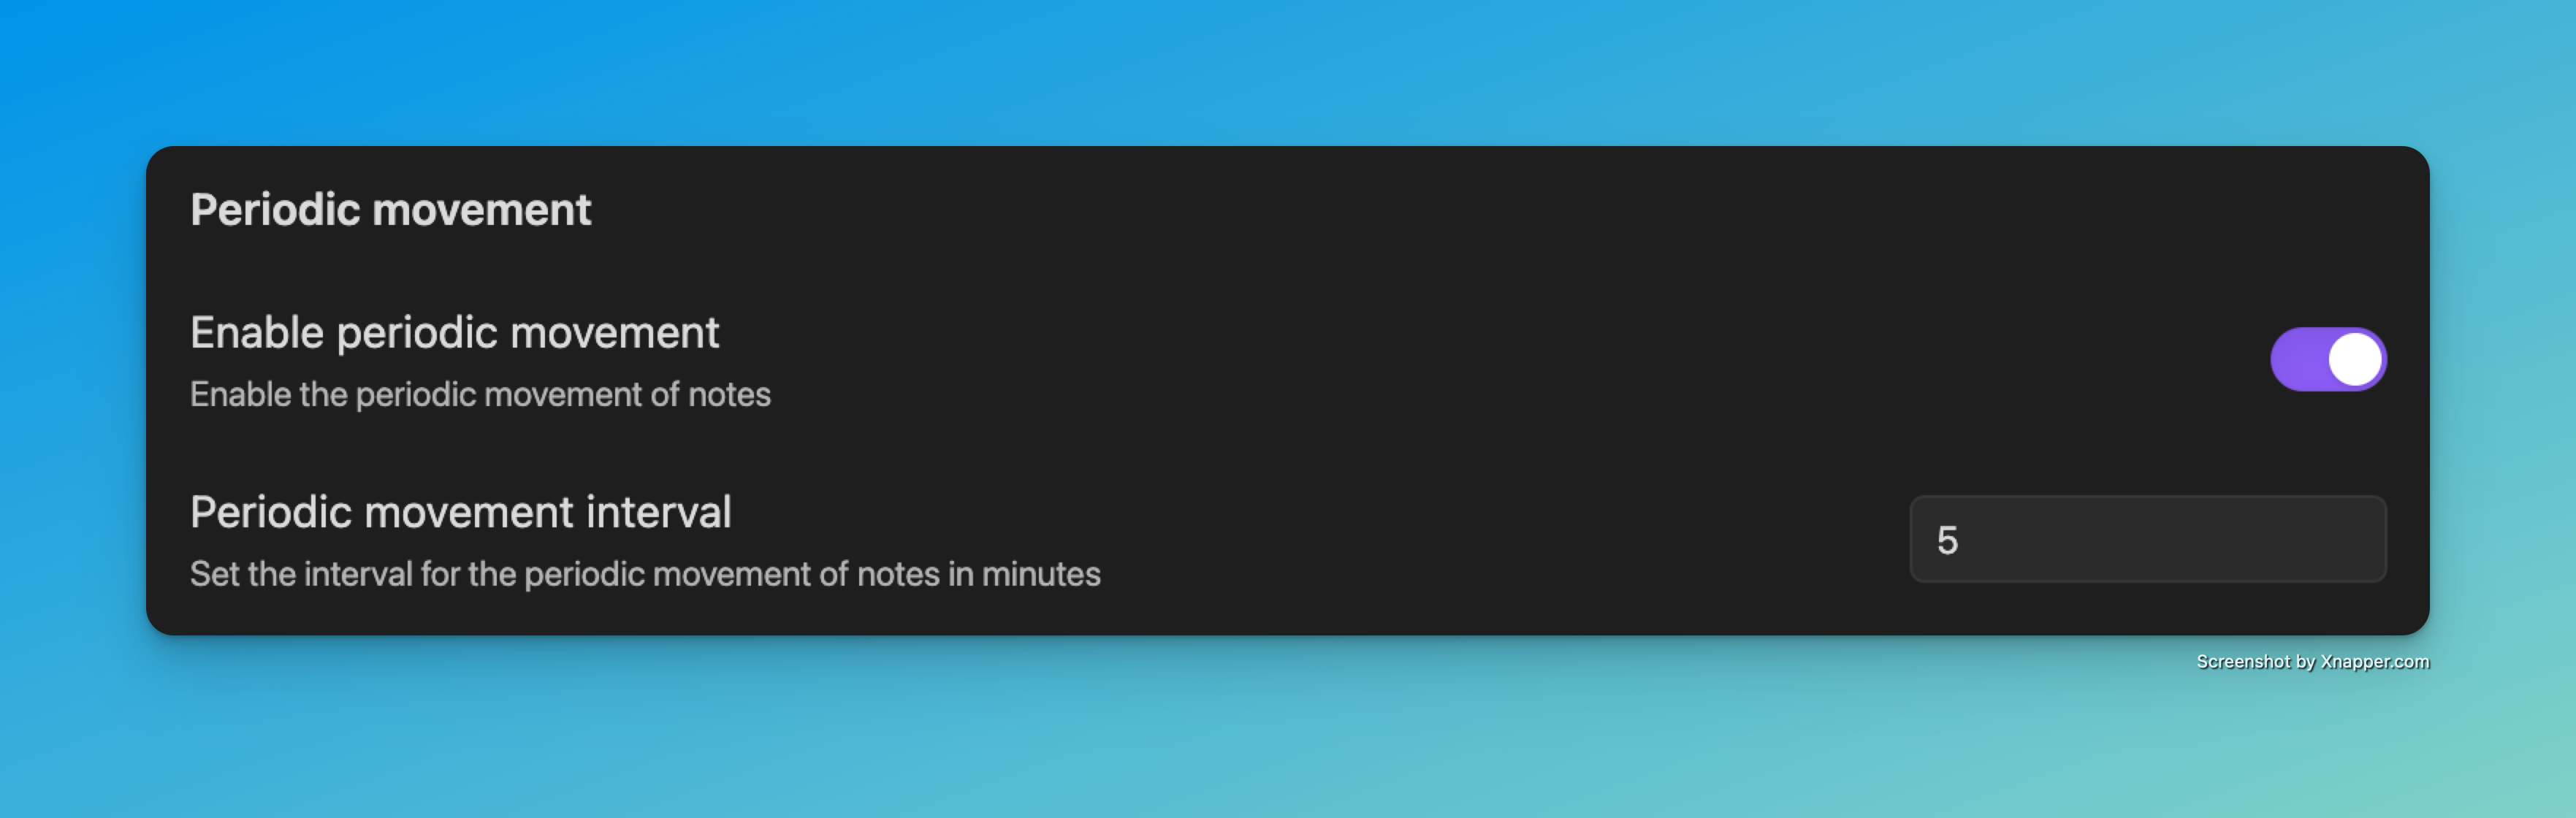 Periodic movement
Enable periodic movement
Enable the periodic movement of notes
Periodic movement interval
5
Set the interval for the periodic movement of notes in minutes
Screenshot by Xnapper.com